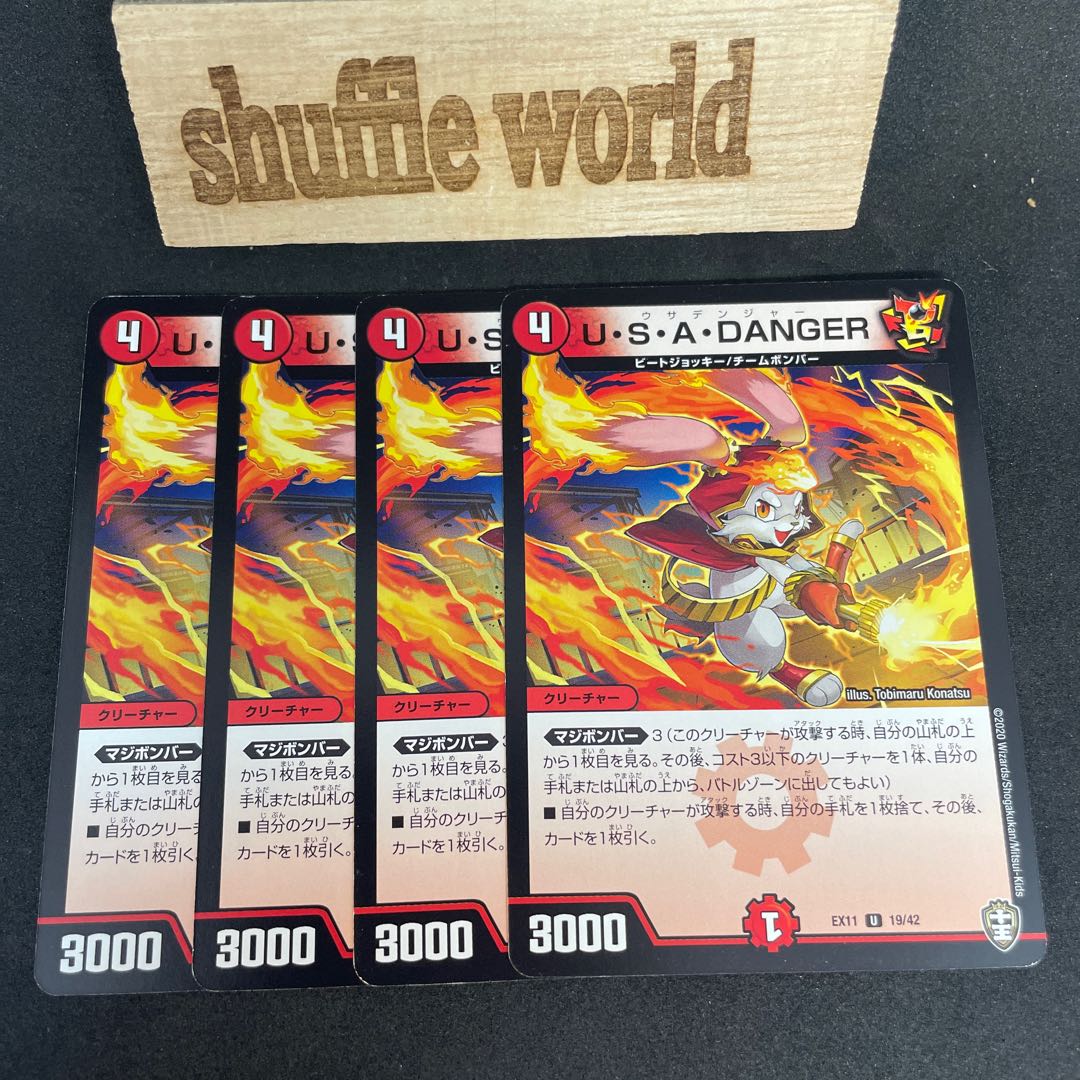 shuffle world
4 U・
マジボンバー
から1枚目を見る
手札または山札の
■自分のクリー
カードを1枚引く。
クリーチャー
3000
4 U・S
クリーチャー
マジボンバー
から1枚目を見る。
手札または山札の
■自分のクリーチ
カードを1枚引く。
3000
4 U・S
クリーチャー
マジボンバー 3
から1枚目を見る。
手札または山札の
■自分のクリーチ
カードを1枚引く。
3000
ウサデンジャー
4 U・S・A・DANGER
ビートジョッキー/チームボンバー
illus. Tobimaru Konatsu
クリーチャー
マジボンバー 3(このクリーチャーが攻撃する時、自分の山札の上
から1枚目を見る。その後、コスト3以下のクリーチャーを1体、自分の
手札または山札の上から、バトルゾーンに出してもよい)
■自分のクリーチャーが攻撃する時、自分の手札を1枚捨て、その後、
カードを1枚引く。
©2020 Wizards/Shogakukan/Mitsui-Kids
3000
1
EX11 U 19/42